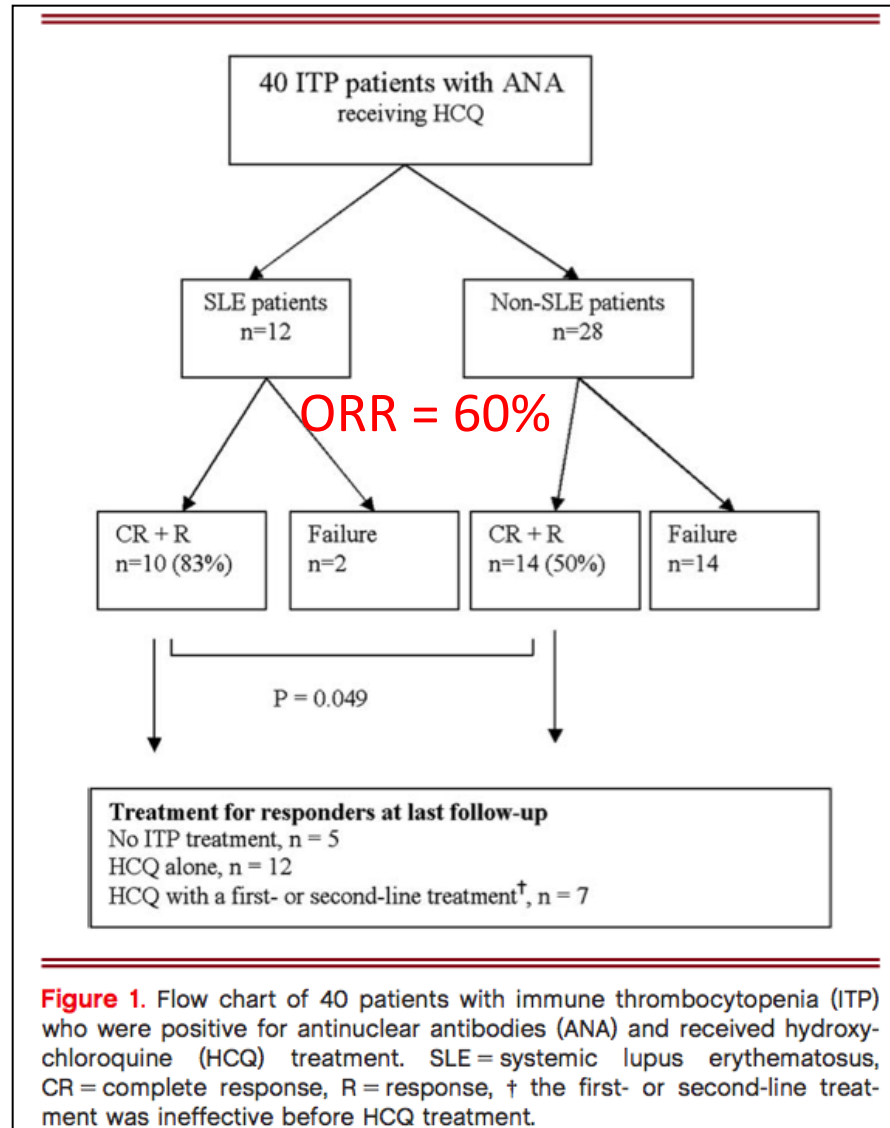 40 ITP patients with ANA
receiving HCQ
SLE patients
n=12
Non-SLE patients
n=28
ORR = 60%
CR + R
n=10 (83%)
Failure
n=2
CR + R
n=14 (50%)
Failure
n=14
P = 0.049
Treatment for responders at last follow-up
No ITP treatment, n = 5
HCQ alone, n = 12
HCQ with a first- or second-line treatment†, n = 7
Figure 1. Flow chart of 40 patients with immune thrombocytopenia (ITP)
who were positive for antinuclear antibodies (ANA) and received hydroxy-
chloroquine (HCQ) treatment. SLE = systemic lupus erythematosus,
CR = complete response, R = response, † the first- or second-line treat-
ment was ineffective before HCQ treatment.